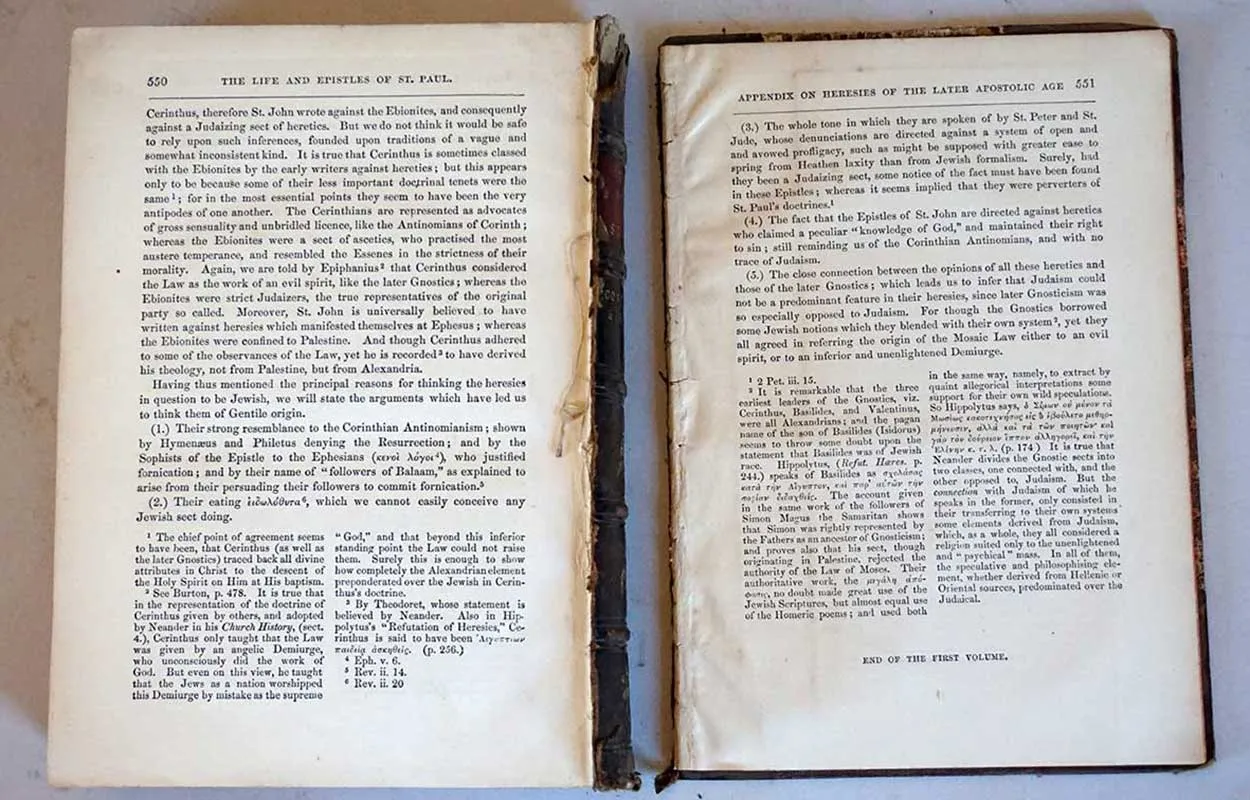 550
THE LIFE AND EPISTLES OF ST. PAUL.
Cerinthus, therefore St. John wrote against the Ebionites, and consequently
against a Judaizing sect of heretics. But we do not think it would be safe
to rely upon such inferences, founded upon traditions of a vague and
somewhat inconsistent kind. It is true that Cerinthus is sometimes classed
with the Ebionites by the early writers against heretics; but this appears
only to be because some of their less important doctrinal tenets were the
same¹; for in the most essential points they seem to have been the very
antipodes of one another. The Cerinthians are represented as advocates
of gross sensuality and unbridled licence, like the Antinomians of Corinth;
whereas the Ebionites were a sect of ascetics, who practised the most
austere temperance, and resembled the Essenes in the strictness of their
morality. Again, we are told by Epiphanius² that Cerinthus considered
the Law as the work of an evil spirit, like the later Gnostics; whereas the
Ebionites were strict Judaizers, the true representatives of the original
party so called. Moreover, St. John is universally believed to have
written against heresies which manifested themselves at Ephesus; whereas
the Ebionites were confined to Palestine. And though Cerinthus adhered
to some of the observances of the Law, yet he is recorded³ to have derived
his theology, not from Palestine, but from Alexandria.
Having thus mentioned the principal reasons for thinking the heresies
in question to be Jewish, we will state the arguments which have led us
to think them of Gentile origin.
(1.) Their strong resemblance to the Corinthian Antinomianism; shown
by Hymenæus and Philetus denying the Resurrection; and by the
Sophists of the Epistle to the Ephesians (κενοὶ λόγοι⁴), who justified
fornication; and by their name of "followers of Balaam," as explained to
arise from their persuading their followers to commit fornication.⁵
(2.) Their eating εἰδωλόθυτα⁶, which we cannot easily conceive any
Jewish sect doing.
¹ The chief point of agreement seems
to have been, that Cerinthus (as well as
the later Gnostics) traced back all divine
attributes in Christ to the descent of
the Holy Spirit on Him at His baptism.
² See Burton, p. 478. It is true that
in the representation of the doctrine of
Cerinthus given by others, and adopted
by Neander in his Church History, (sect.
4.), Cerinthus only taught that the Law
was given by an angelic Demiurge,
who unconsciously did the work of
God. But even on this view, he taught
that the Jews as a nation worshipped
this Demiurge by mistake as the supreme
"God," and that beyond this inferior
standing point the Law could not raise
them. Surely this is enough to show
how completely the Alexandrian element
preponderated over the Jewish in Cerin-
thus's doctrine.
³ By Theodoret, whose statement is
believed by Neander. Also in Hip-
polytus's "Refutation of Heresies," Ce-
rinthus is said to have been Αἰγυπτίων
παιδείᾳ ἀσκηθείς. (p. 256.)
⁴ Eph. v. 6.
⁵ Rev. ii. 14.
⁶ Rev. ii. 20
APPENDIX ON HERESIES OF THE LATER APOSTOLIC AGE
551
(3.) The whole tone in which they are spoken of by St. Peter and St.
Jude, whose denunciations are directed against a system of open
and avowed profligacy, such as might be supposed with greater ease to
spring from Heathen laxity than from Jewish formalism. Surely, had
they been a Judaizing sect, some notice of the fact must have been found
in these Epistles; whereas it seems implied that they were perverters of
St. Paul's doctrines.¹
(4.) The fact that the Epistles of St. John are directed against heretics
who claimed a peculiar "knowledge of God," and maintained their right
to sin; still reminding us of the Corinthian Antinomians, and with no
trace of Judaism.
(5.) The close connection between the opinions of all these heretics and
those of the later Gnostics; which leads us to infer that Judaism could
not be a predominant feature in their heresies, since later Gnosticism was
so especially opposed to Judaism. For though the Gnostics borrowed
some Jewish notions which they blended with their own system², yet they
all agreed in referring the origin of the Mosaic Law either to an evil
spirit, or to an inferior and unenlightened Demiurge.
¹ 2 Pet. iii. 15.
² It is remarkable that the three
earliest leaders of the Gnostics, viz.
Cerinthus, Basilides, and Valentinus,
were all Alexandrians; and the pagan
name of the son of Basilides (Isidorus)
seems to throw some doubt upon the
statement that Basilides was of Jewish
race. Hippolytus, (Refut. Hæres. p.
244.) speaks of Basilides as σχολάσας
κατὰ τὴν Αἴγυπτον, καὶ παρ' αὐτῶν τὴν
σοφίαν διδαχθείς. The account given
in the same work of the followers of
Simon Magus the Samaritan shows
that Simon was rightly represented by
the Fathers as an ancestor of Gnosticism;
and proves also that his sect, though
originating in Palestine, rejected the
authority of the Law of Moses. Their
authoritative work, the μεγάλη ἀπό-
φασις, no doubt made great use of the
Jewish Scriptures, but almost equal use
of the Homeric poems; and used both
in the same way, namely, to extract by
quaint allegorical interpretations some
support for their own wild speculations.
So Hippolytus says, ὁ Σίμων οὐ μόνον τὰ
Μωσέως κακοτεχνήσας εἰς ὃ ἐβούλετο μεθηρ-
μήνευσεν, ἀλλὰ καὶ τὰ τῶν ποιητῶν καὶ
γὰρ τὸν δούρειον ἵππον ἀλληγορεῖ, καὶ τὴν
Ἑλένην κ. τ. λ. (p. 174) It is true that
Neander divides the Gnostic sects into
two classes, one connected with, and the
other opposed to, Judaism. But the
connection with Judaism of which he
speaks in the former, only consisted in
their transferring to their own systems
some elements derived from Judaism,
which, as a whole, they all considered a
religion suited only to the unenlightened
and "psychical" mass. In all of them,
the speculative and philosophising ele-
ment, whether derived from Hellenic or
Oriental sources, predominated over the
Judaical.
END OF THE FIRST VOLUME.